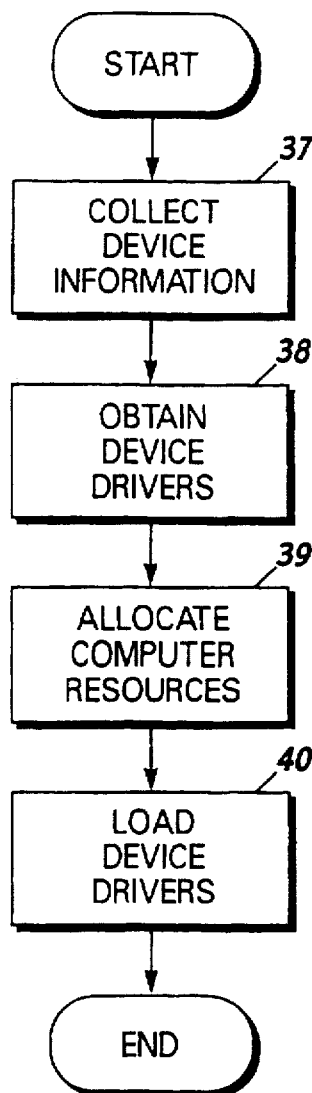 START
37
COLLECT
DEVICE
INFORMATION
38
OBTAIN
DEVICE
DRIVERS
39
ALLOCATE
COMPUTER
RESOURCES
40
LOAD
DEVICE
DRIVERS
END